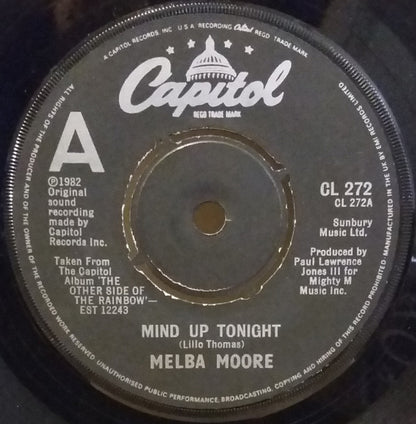 A CAPITOL RECORDS, INC. U S A RECORDING Capitol REGD TRADE MARK
Capitol
REGD TRADE MARK
A
℗1982
Original
sound
recording
made by
Capitol
Records Inc.
Taken From
The Capitol
Album 'THE
OTHER SIDE OF
THE RAINBOW'—
EST 12243
CL 272
CL 272A
Sunbury
Music Ltd.
Produced by
Paul Lawrence
Jones III for
Mighty M
Music Inc.
MIND UP TONIGHT
(Lillo Thomas)
MELBA MOORE
ALL RIGHTS OF THE PRODUCER AND OF THE OWNER OF THE RECORDED WORK RESERVED UNAUTHORISED PUBLIC PERFORMANCE, BROADCASTING, COPYING AND HIRING OF THIS RECORD PROHIBITED · MANUFACTURED IN THE UK BY EMI RECORDS LIMITED